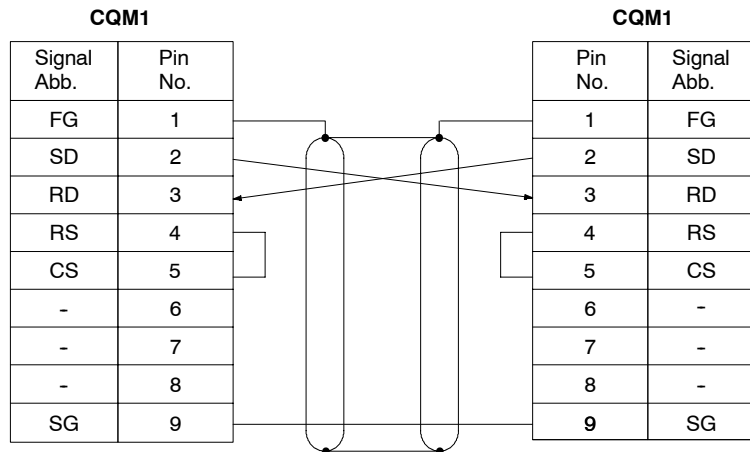 CQM1 CQM1
Signal Abb. Pin No. Pin No. Signal Abb.
FG 1 1 FG
SD 2 2 SD
RD 3 3 RD
RS 4 4 RS
CS 5 5 CS
- 6 6 -
- 7 7 -
- 8 8 -
SG 9 9 SG